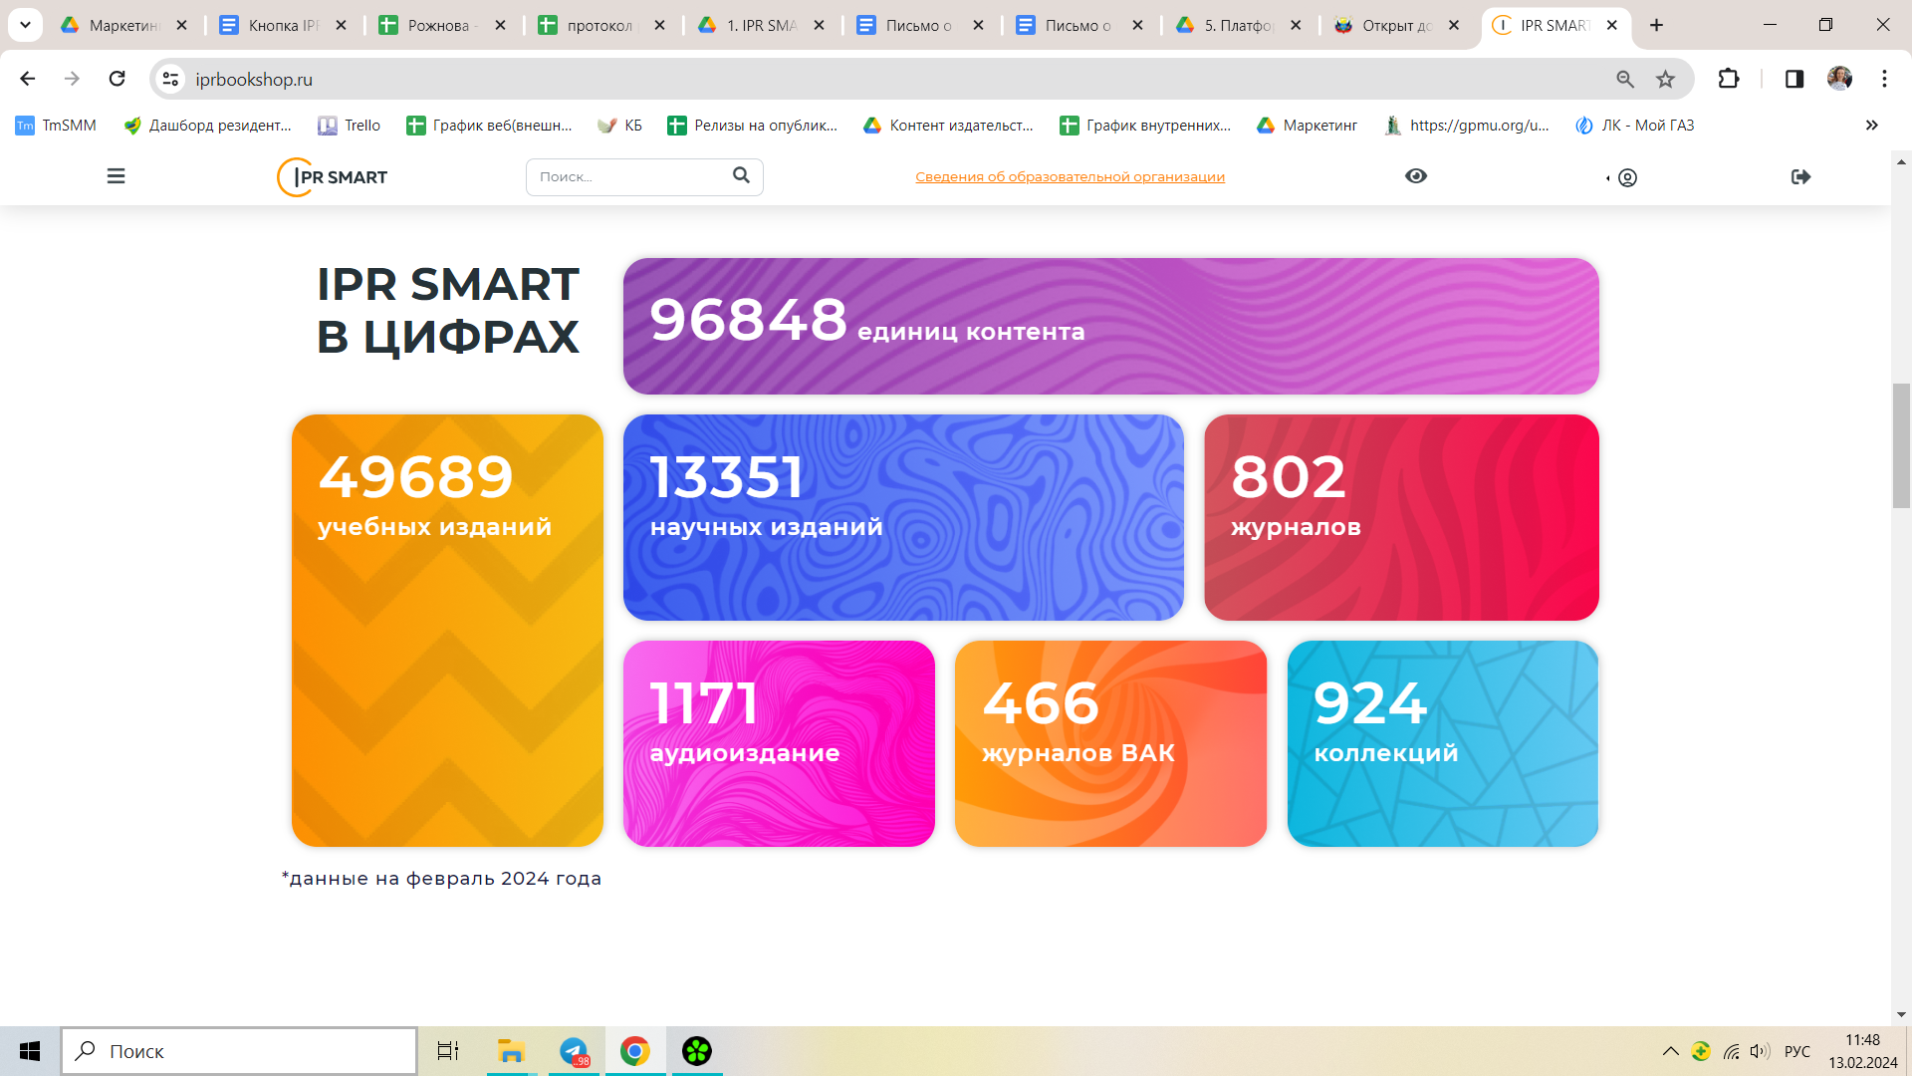 Маркетин
Кнопка IPR
Рожнова -
протокол
1. IPR SMA
Письмо о
Письмо о
5. Платфо
Открыт до
IPR SMART
iprbookshop.ru
TmSMM
Дашборд резидент...
Trello
График веб(внешн...
КБ
Релизы на опублик...
Контент издательст...
График внутренних...
Маркетинг
https://gpmu.org/u...
ЛК - Мой ГАЗ
IPR SMART
Поиск...
Сведения об образовательной организации
IPR SMART
В ЦИФРАХ
96848 единиц контента
49689
учебных изданий
13351
научных изданий
802
журналов
1171
аудиоиздание
466
журналов ВАК
924
коллекций
*данные на февраль 2024 года
Поиск
98
РУС
11:48
13.02.2024